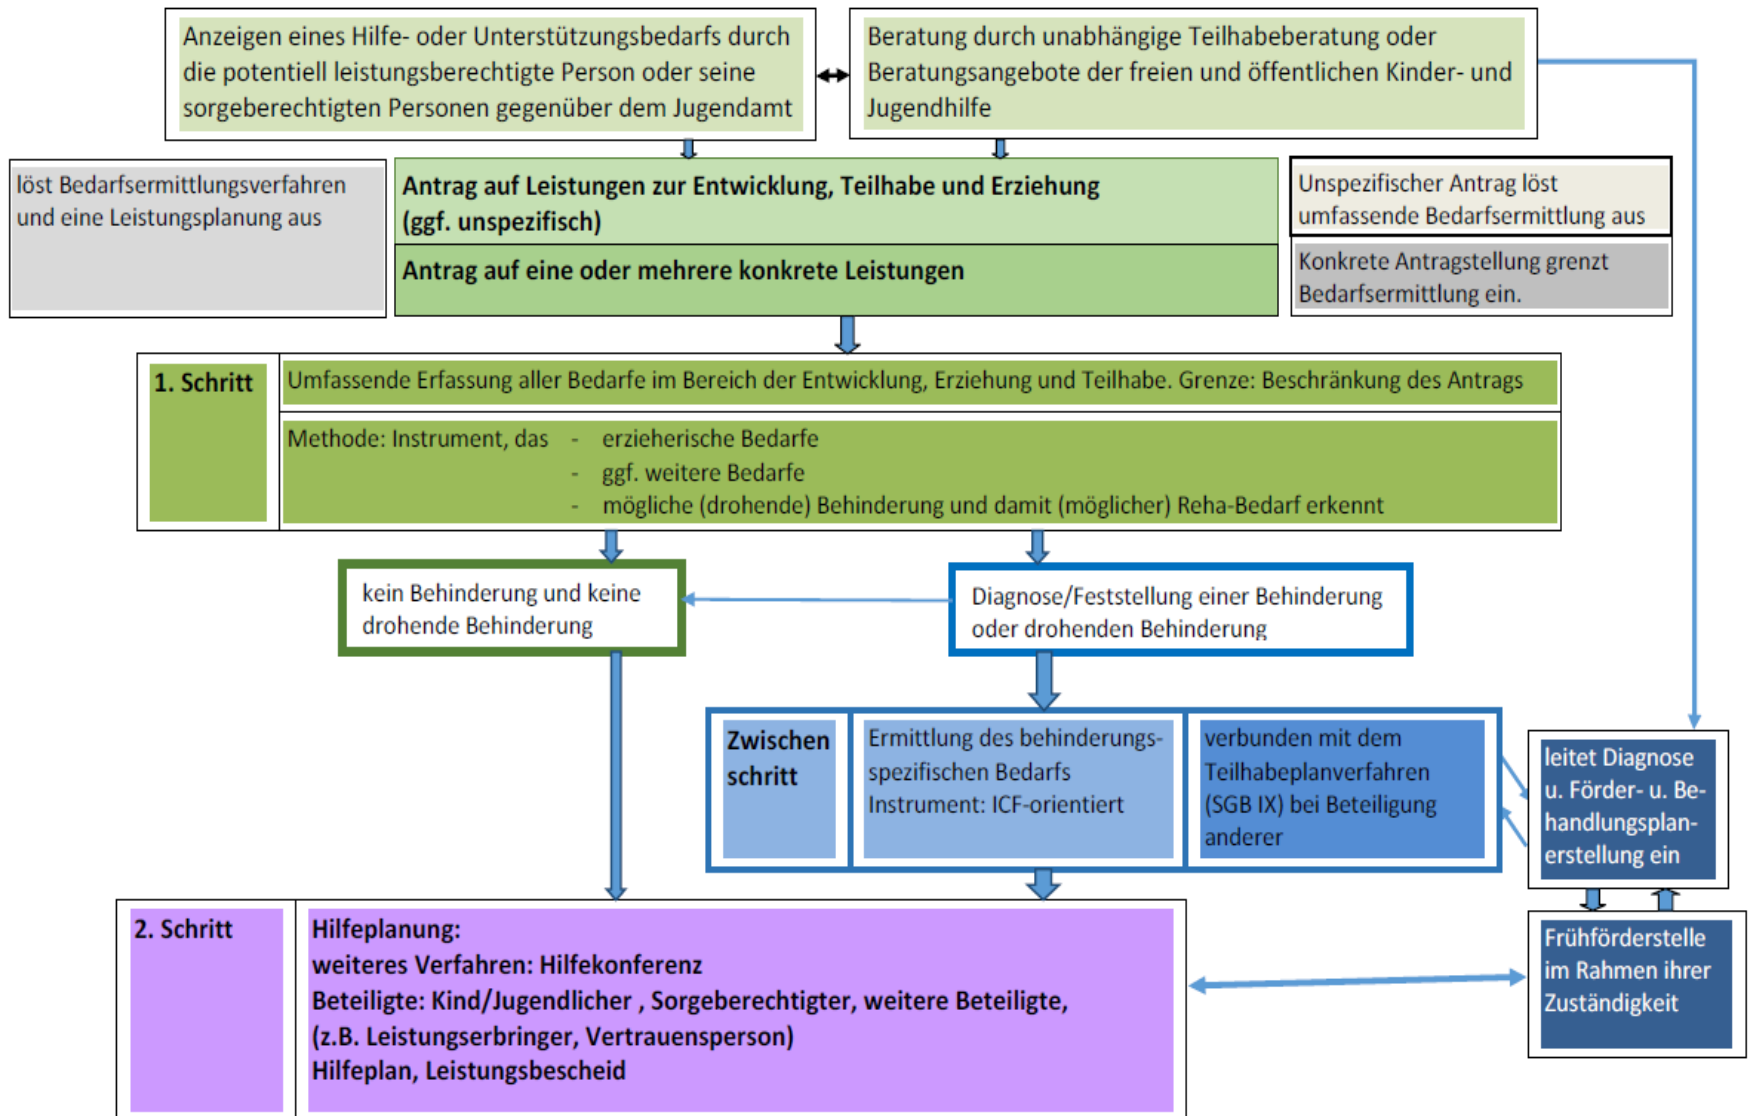 Anzeigen eines Hilfe- oder Unterstützungsbedarfs durch
die potentiell leistungsberechtigte Person oder seine
sorgeberechtigten Personen gegenüber dem Jugendamt
Beratung durch unabhängige Teilhabeberatung oder
Beratungsangebote der freien und öffentlichen Kinder- und
Jugendhilfe
löst Bedarfsermittlungsverfahren
und eine Leistungsplanung aus
Antrag auf Leistungen zur Entwicklung, Teilhabe und Erziehung
(ggf. unspezifisch)
Antrag auf eine oder mehrere konkrete Leistungen
Unspezifischer Antrag löst
umfassende Bedarfsermittlung aus
Konkrete Antragstellung grenzt
Bedarfsermittlung ein.
1. Schritt
Umfassende Erfassung aller Bedarfe im Bereich der Entwicklung, Erziehung und Teilhabe. Grenze: Beschränkung des Antrags
Methode: Instrument, das - erzieherische Bedarfe
- ggf. weitere Bedarfe
- mögliche (drohende) Behinderung und damit (möglicher) Reha-Bedarf erkennt
kein Behinderung und keine
drohende Behinderung
Diagnose/Feststellung einer Behinderung
oder drohenden Behinderung
Zwischen
schritt
Ermittlung des behinderungs-
spezifischen Bedarfs
Instrument: ICF-orientiert
verbunden mit dem
Teilhabeplanverfahren
(SGB IX) bei Beteiligung
anderer
leitet Diagnose
u. Förder- u. Be-
handlungsplan-
erstellung ein
2. Schritt
Hilfeplanung:
weiteres Verfahren: Hilfekonferenz
Beteiligte: Kind/Jugendlicher , Sorgeberechtigter, weitere Beteiligte,
(z.B. Leistungserbringer, Vertrauensperson)
Hilfeplan, Leistungsbescheid
Frühförderstelle
im Rahmen ihrer
Zuständigkeit